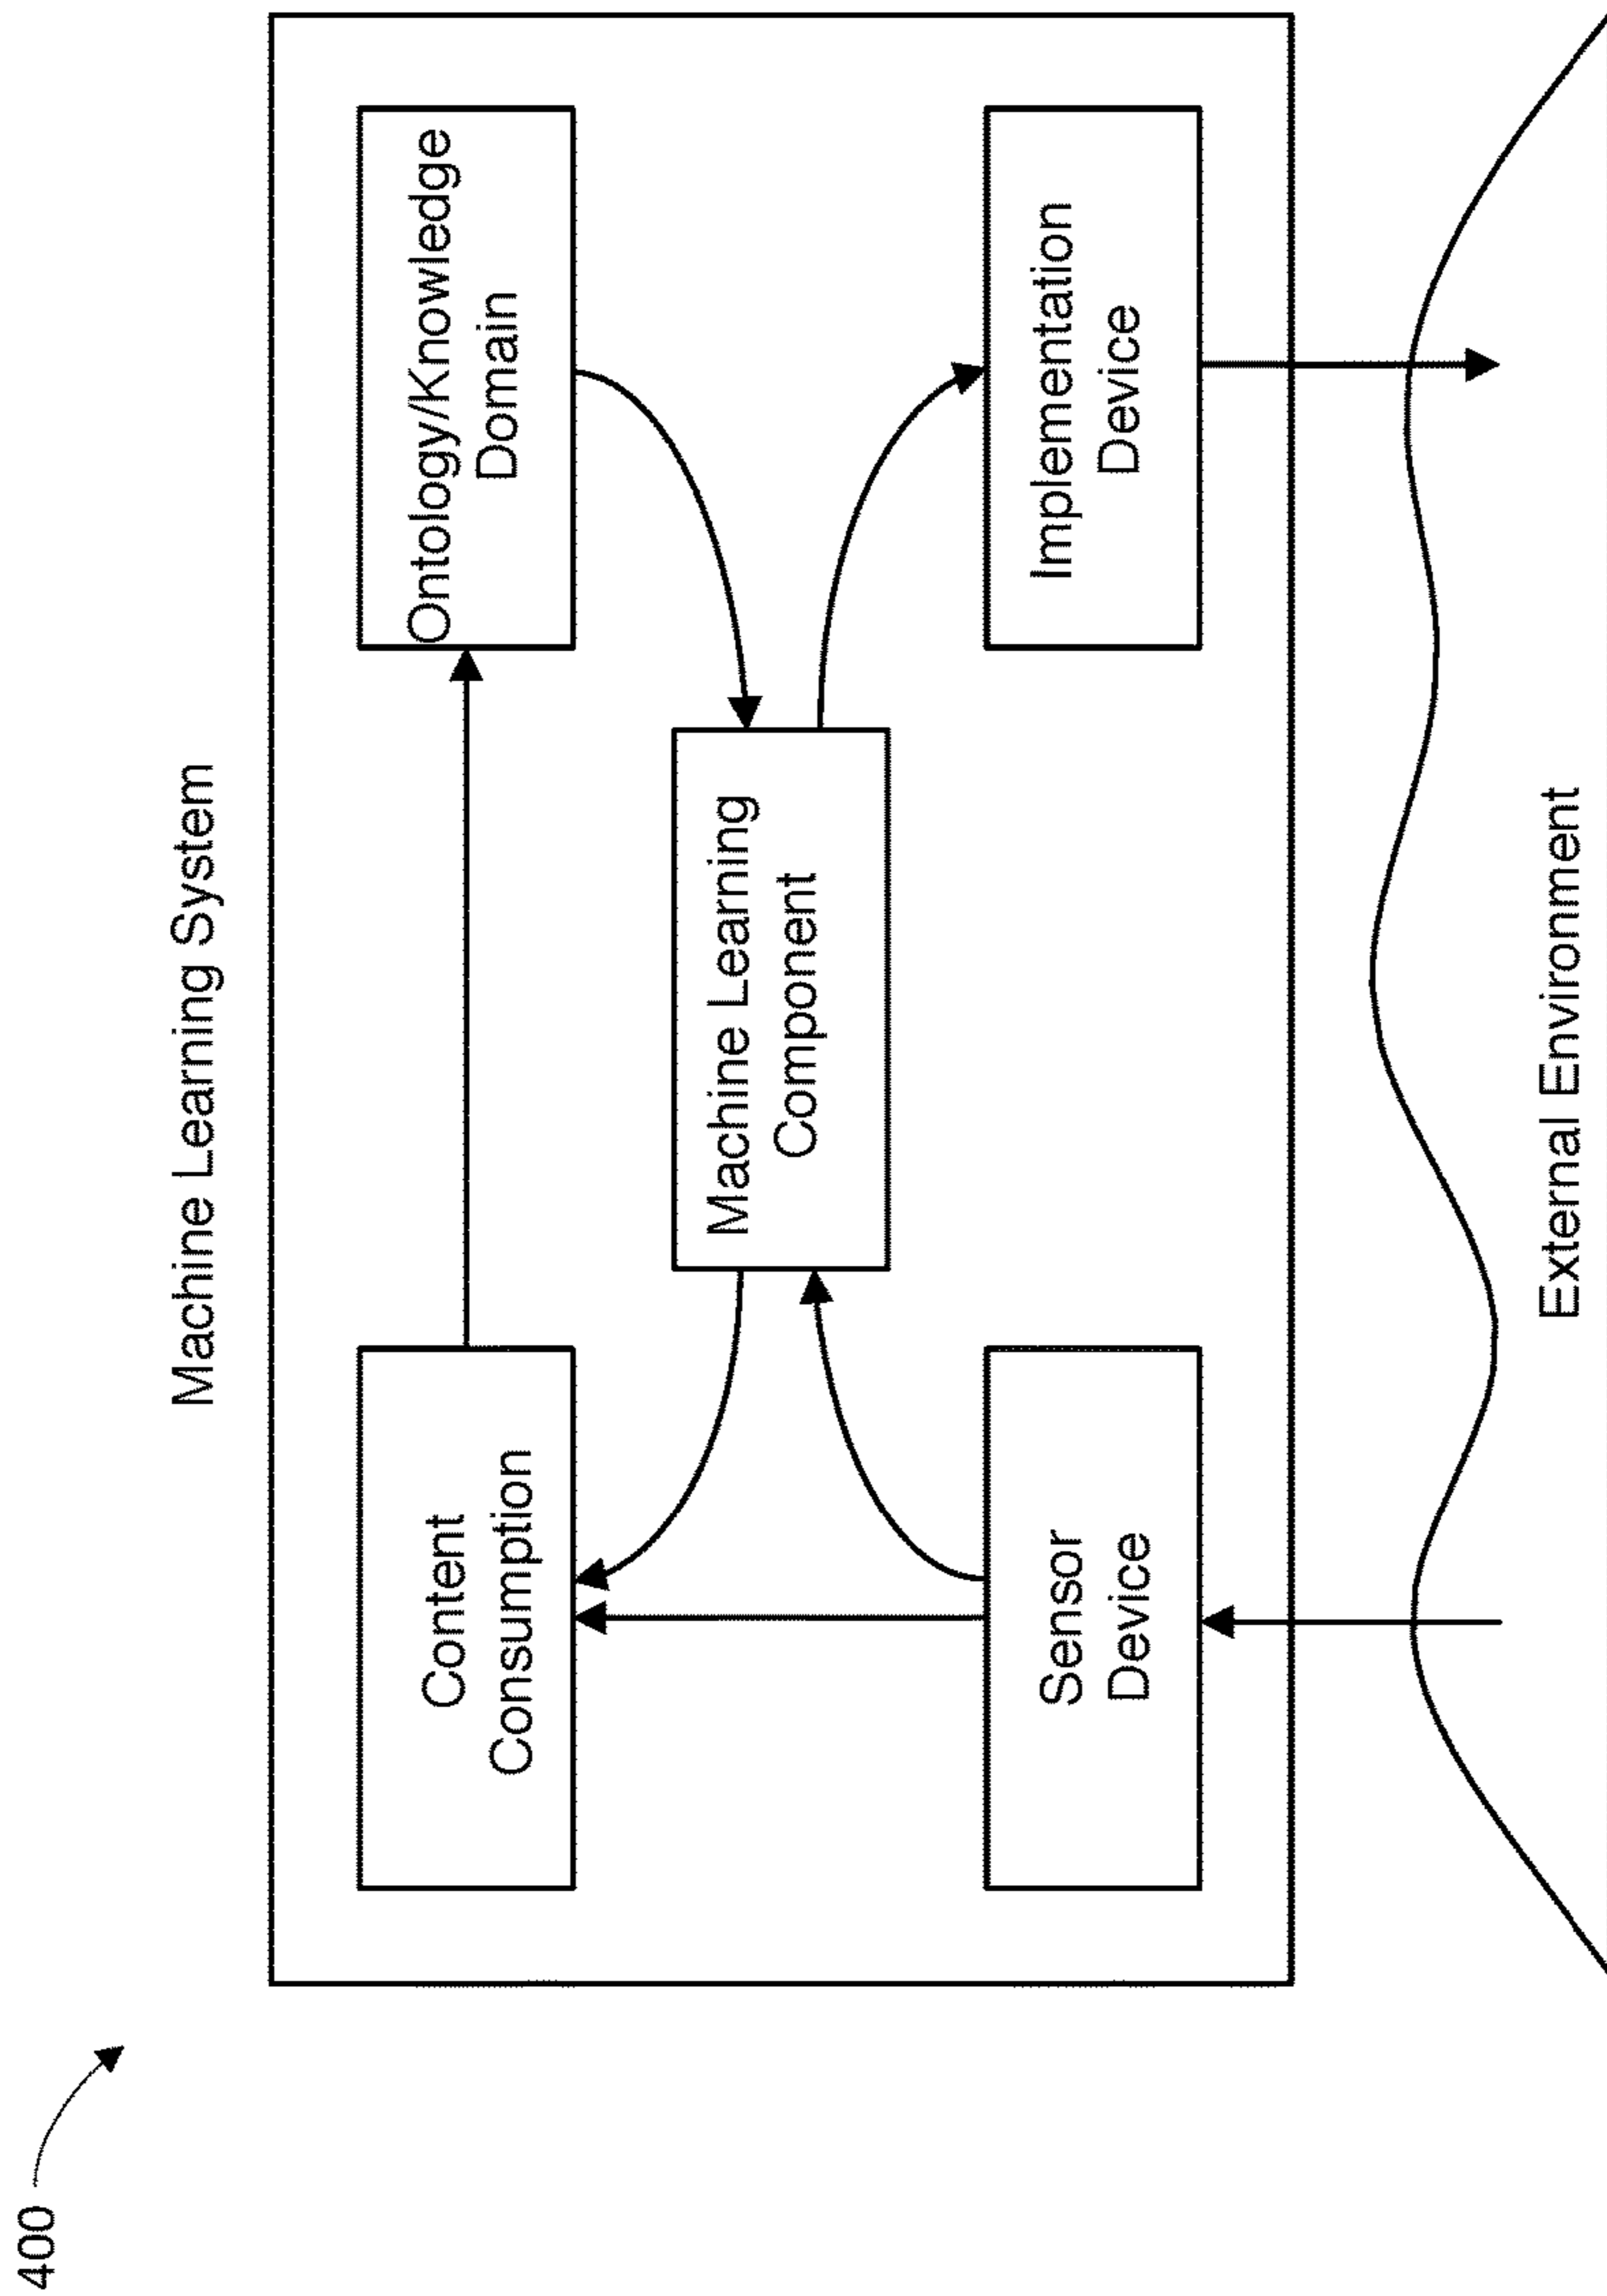 400
Machine Learning System
Content
Consumption
Ontology/Knowledge
Domain
Machine Learning
Component
Sensor
Device
Implementation
Device
External Environment